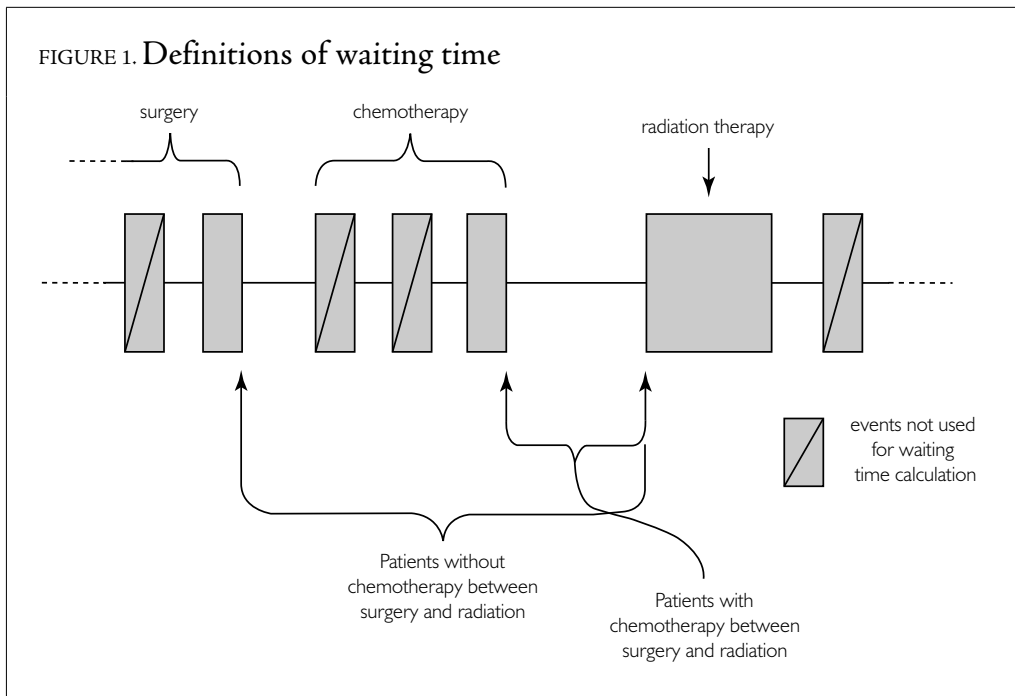 FIGURE 1. Definitions of waiting time
surgery
chemotherapy
radiation therapy
events not used
for waiting
time calculation
Patients without
chemotherapy between
surgery and radiation
Patients with
chemotherapy between
surgery and radiation